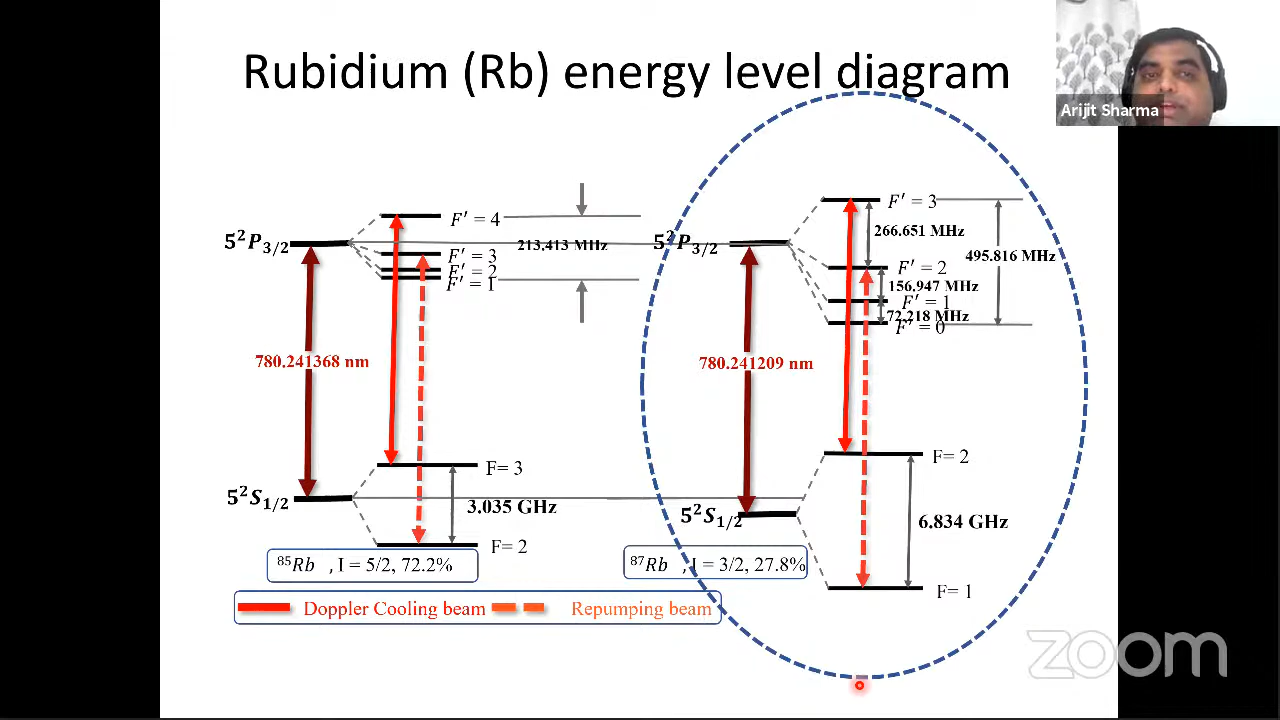 Rubidium (Rb) energy level diagram
Arijit Sharma
5²P₃/₂
F′ = 4
F′ = 3
F′ = 2
F′ = 1
213.413 MHz
780.241368 nm
5²S₁/₂
F= 3
3.035 GHz
F= 2
⁸⁵Rb , I = 5/2, 72.2%
5²P₃/₂
F′ = 3
266.651 MHz
495.816 MHz
F′ = 2
156.947 MHz
F′ = 1
72.218 MHz
F′ = 0
780.241209 nm
F= 2
5²S₁/₂
6.834 GHz
F= 1
⁸⁷Rb , I = 3/2, 27.8%
Doppler Cooling beam
Repumping beam
zoom